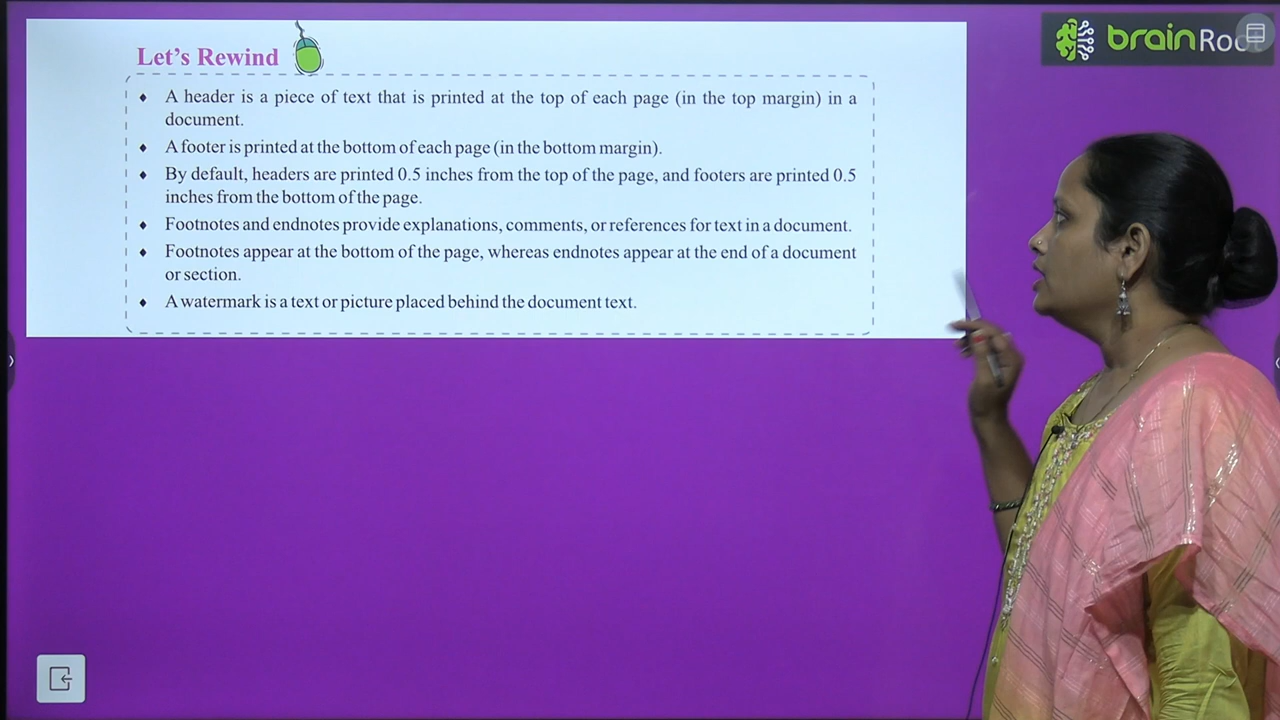 Let's Rewind
♦ A header is a piece of text that is printed at the top of each page (in the top margin) in a
document.
♦ A footer is printed at the bottom of each page (in the bottom margin).
♦ By default, headers are printed 0.5 inches from the top of the page, and footers are printed 0.5
inches from the bottom of the page.
♦ Footnotes and endnotes provide explanations, comments, or references for text in a document.
♦ Footnotes appear at the bottom of the page, whereas endnotes appear at the end of a document
or section.
♦ A watermark is a text or picture placed behind the document text.
brain